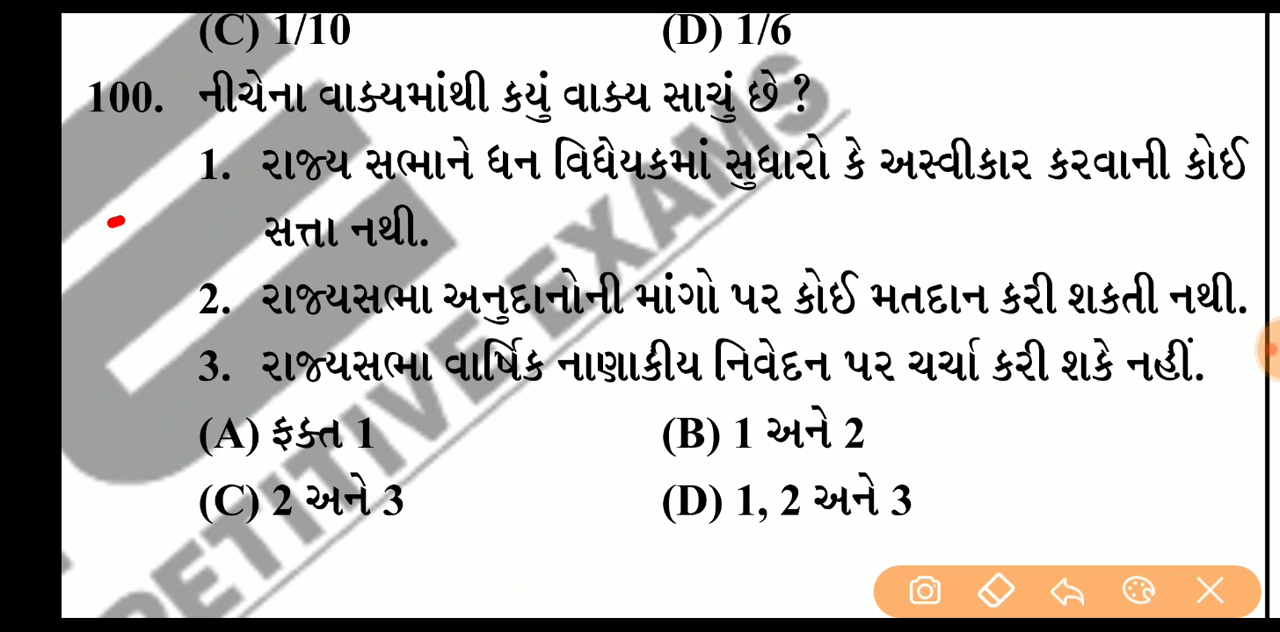 (C) 1/10 (D) 1/6
100. નીચેના વાક્યમાંથી કયું વાક્ય સાચું છે ?
1. રાજ્ય સભાને ધન વિધેયકમાં સુધારો કે અસ્વીકાર કરવાની કોઈ
સત્તા નથી.
2. રાજ્યસભા અનુદાનોની માંગો પર કોઈ મતદાન કરી શકતી નથી.
3. રાજ્યસભા વાર્ષિક નાણાકીય નિવેદન પર ચર્ચા કરી શકે નહીં.
(A) ફક્ત 1 (B) 1 અને 2
(C) 2 અને 3 (D) 1, 2 અને 3
PETITIVE EXAMS